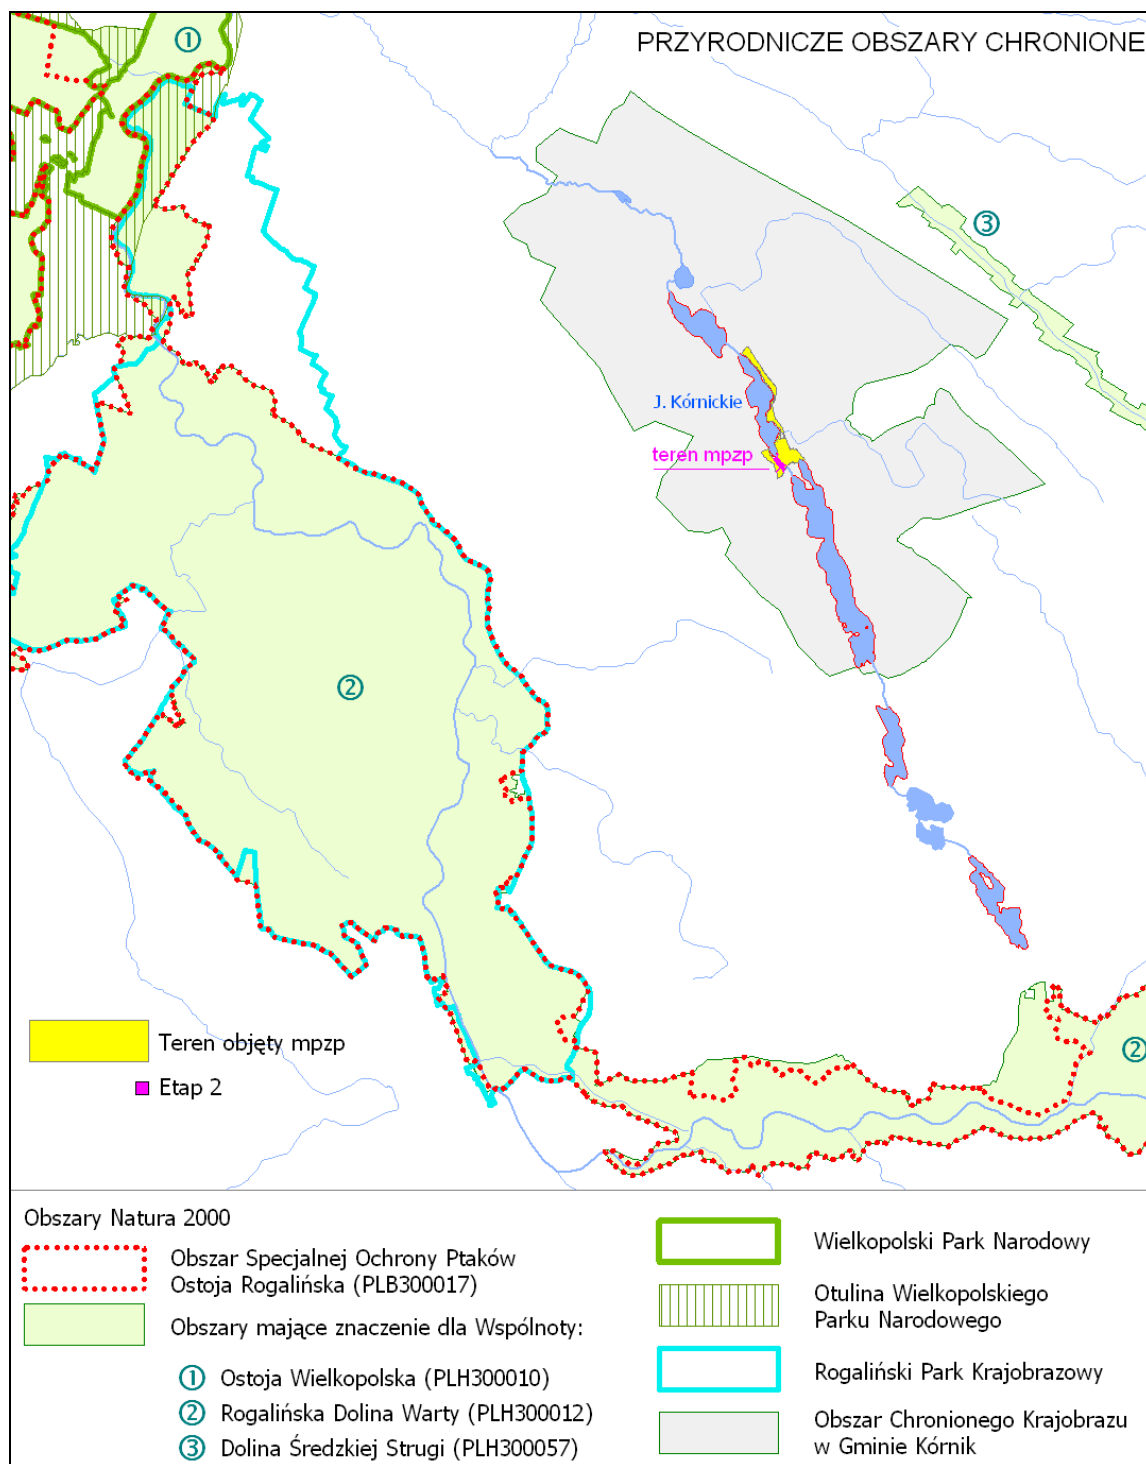 PRZYRODNICZE OBSZARY CHRONIONE
①
③
J. Kórnickie
teren mpzp
②
②
Teren objęty mpzp
Etap 2
Obszary Natura 2000
Obszar Specjalnej Ochrony Ptaków
Ostoja Rogalińska (PLB300017)
Obszary mające znaczenie dla Wspólnoty:
① Ostoja Wielkopolska (PLH300010)
② Rogalińska Dolina Warty (PLH300012)
③ Dolina Średzkiej Strugi (PLH300057)
Wielkopolski Park Narodowy
Otulina Wielkopolskiego
Parku Narodowego
Rogaliński Park Krajobrazowy
Obszar Chronionego Krajobrazu
w Gminie Kórnik